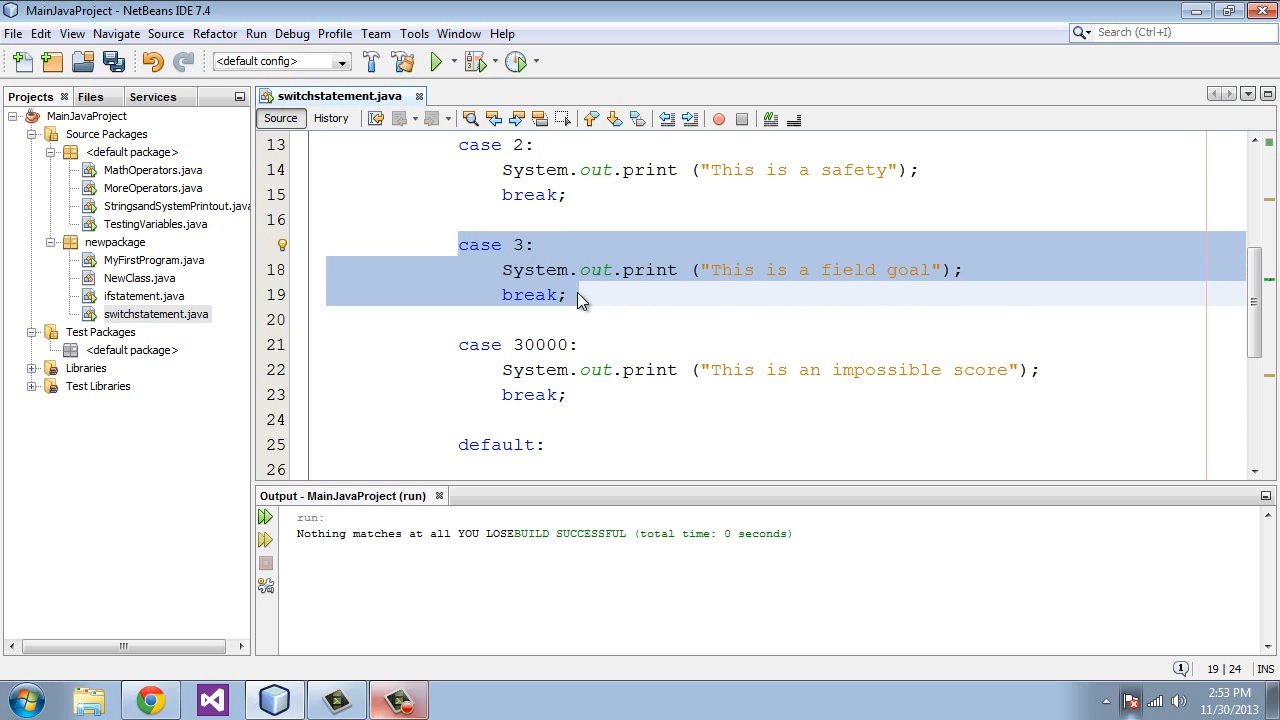 MainJavaProject - NetBeans IDE 7.4
File Edit View Navigate Source Refactor Run Debug Profile Team Tools Window Help
Search (Ctrl+I)
<default config>
Projects Files Services
switchstatement.java
Source History
MainJavaProject
Source Packages
<default package>
MathOperators.java
MoreOperators.java
StringsandSystemPrintout.java
TestingVariables.java
newpackage
MyFirstProgram.java
NewClass.java
ifstatement.java
switchstatement.java
Test Packages
<default package>
Libraries
Test Libraries
13 case 2:
14 System.out.print ("This is a safety");
15 break;
16
case 3:
18 System.out.print ("This is a field goal");
19 break;
20
21 case 30000:
22 System.out.print ("This is an impossible score");
23 break;
24
25 default:
26
Output - MainJavaProject (run)
run:
Nothing matches at all YOU LOSEBUILD SUCCESSFUL (total time: 0 seconds)
1 19 | 24 INS
2:53 PM
11/30/2013